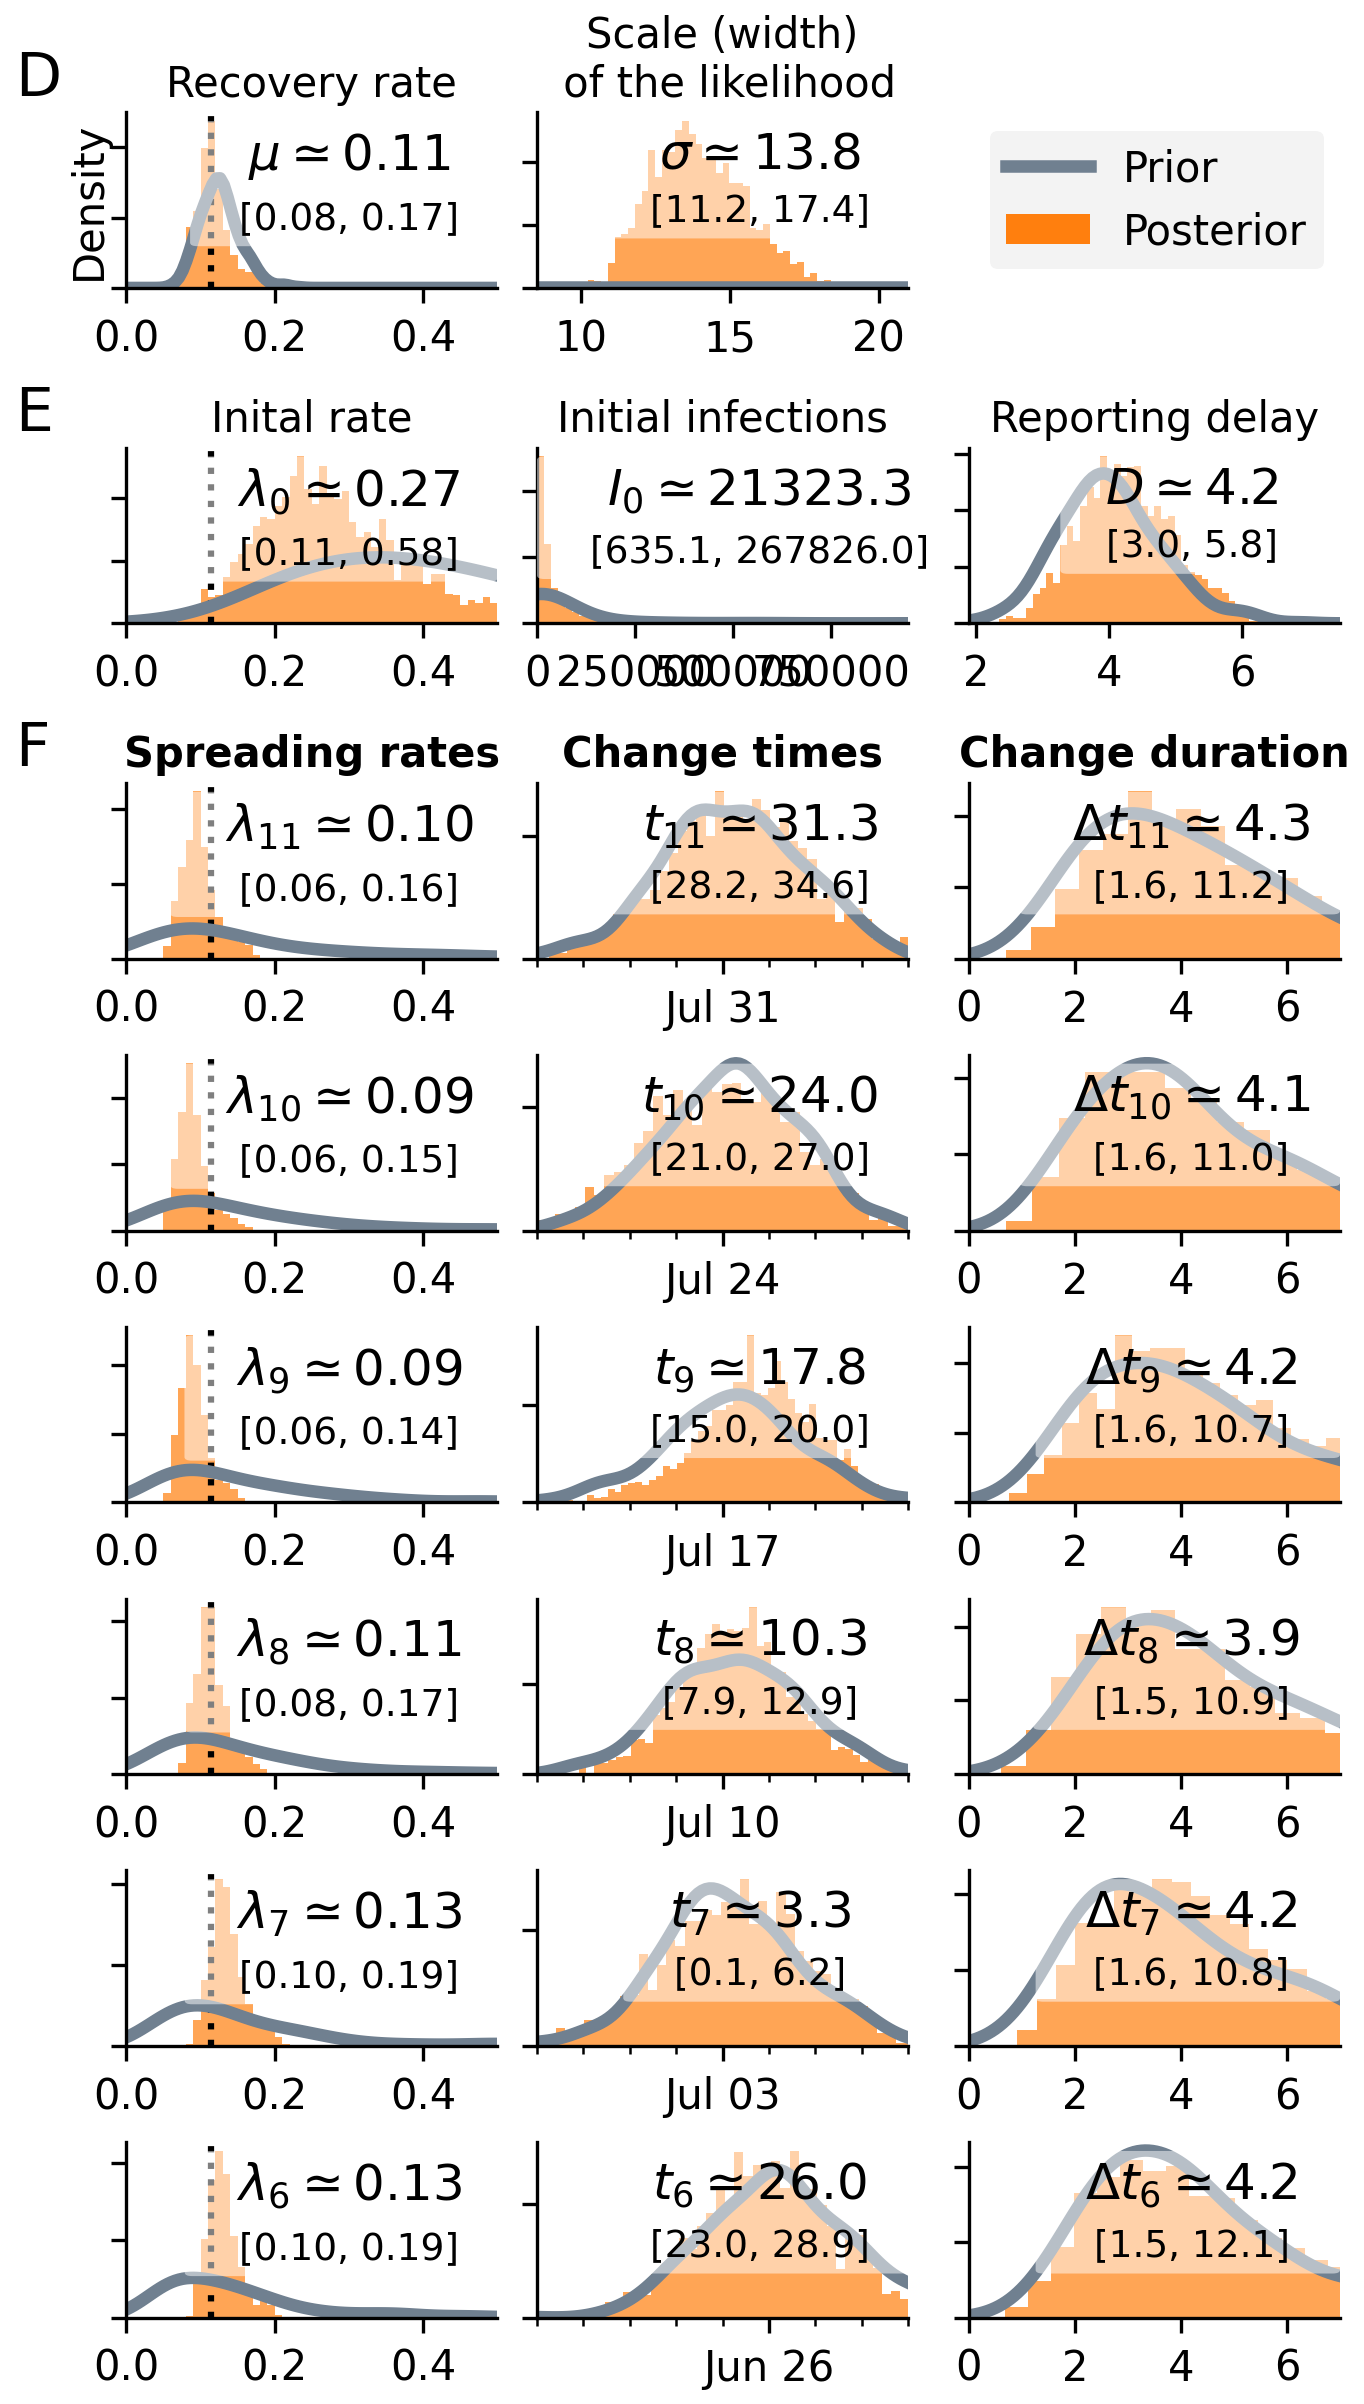 D
Recovery rate
Scale (width)
of the likelihood
Density
μ ≃ 0.11
[0.08, 0.17]
σ ≃ 13.8
[11.2, 17.4]
Prior
Posterior
0.0 0.2 0.4
10 15 20
E
Inital rate
Initial infections
Reporting delay
λ0 ≃ 0.27
[0.11, 0.58]
I0 ≃ 21323.3
[635.1, 267826.0]
D ≃ 4.2
[3.0, 5.8]
0.0 0.2 0.4
0 250000 500000 750000
2 4 6
F
Spreading rates
Change times
Change duration
λ11 ≃ 0.10
[0.06, 0.16]
t11 ≃ 31.3
[28.2, 34.6]
Δt11 ≃ 4.3
[1.6, 11.2]
0.0 0.2 0.4
Jul 31
0 2 4 6
λ10 ≃ 0.09
[0.06, 0.15]
t10 ≃ 24.0
[21.0, 27.0]
Δt10 ≃ 4.1
[1.6, 11.0]
0.0 0.2 0.4
Jul 24
0 2 4 6
λ9 ≃ 0.09
[0.06, 0.14]
t9 ≃ 17.8
[15.0, 20.0]
Δt9 ≃ 4.2
[1.6, 10.7]
0.0 0.2 0.4
Jul 17
0 2 4 6
λ8 ≃ 0.11
[0.08, 0.17]
t8 ≃ 10.3
[7.9, 12.9]
Δt8 ≃ 3.9
[1.5, 10.9]
0.0 0.2 0.4
Jul 10
0 2 4 6
λ7 ≃ 0.13
[0.10, 0.19]
t7 ≃ 3.3
[0.1, 6.2]
Δt7 ≃ 4.2
[1.6, 10.8]
0.0 0.2 0.4
Jul 03
0 2 4 6
λ6 ≃ 0.13
[0.10, 0.19]
t6 ≃ 26.0
[23.0, 28.9]
Δt6 ≃ 4.2
[1.5, 12.1]
0.0 0.2 0.4
Jun 26
0 2 4 6